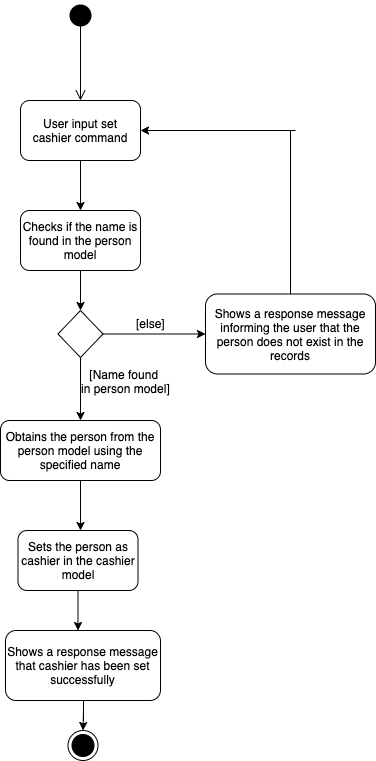 User input set
cashier command
Checks if the name is
found in the person
model
[else]
Shows a response message
informing the user that the
person does not exist in the
records
[Name found
in person model]
Obtains the person from the
person model using the
specified name
Sets the person as
cashier in the cashier
model
Shows a response message
that cashier has been set
successfully